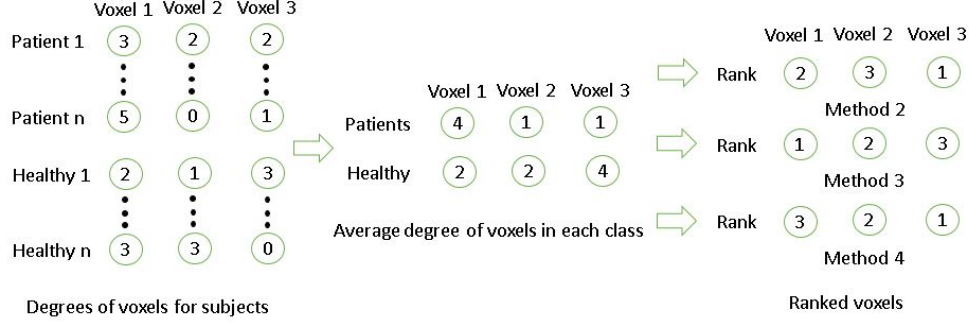 Voxel 1 Voxel 2 Voxel 3
Patient 1 3 2 2
Patient n 5 0 1
Healthy 1 2 1 3
Healthy n 3 3 0
Degrees of voxels for subjects
Voxel 1 Voxel 2 Voxel 3
Patients 4 1 1
Healthy 2 2 4
Average degree of voxels in each class
Voxel 1 Voxel 2 Voxel 3
Rank 2 3 1
Method 2
Rank 1 2 3
Method 3
Rank 3 2 1
Method 4
Ranked voxels